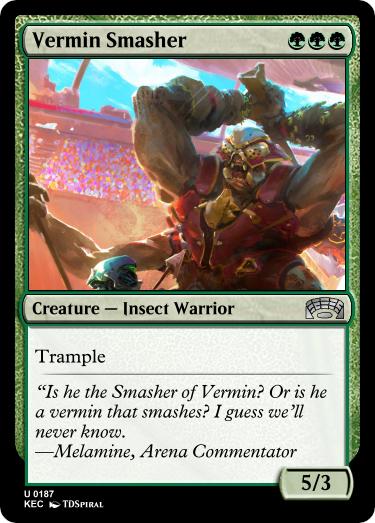 Vermin Smasher
Creature — Insect Warrior
Trample
“Is he the Smasher of Vermin? Or is he
a vermin that smashes? I guess we’ll
never know.
—Melamine, Arena Commentator
5/3
U 0187
KEC TDSpiral